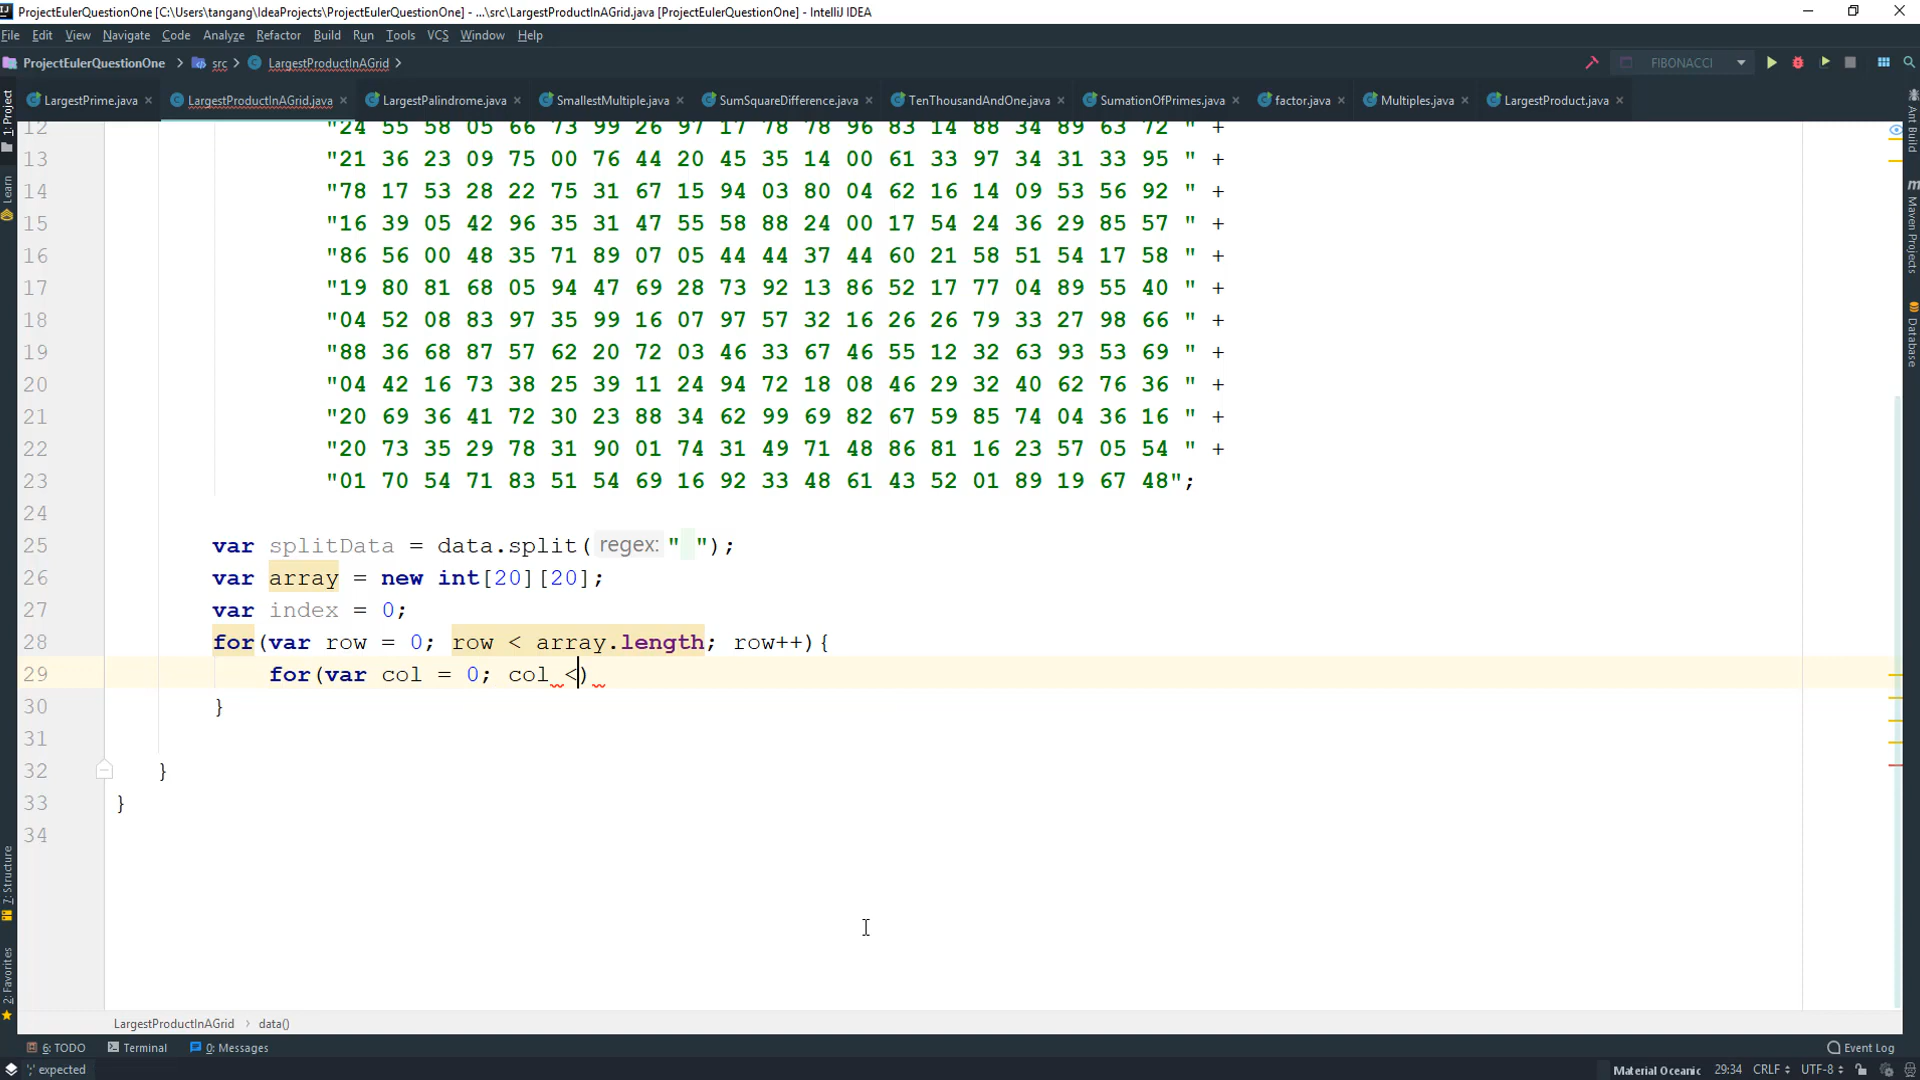 ProjectEulerQuestionOne [C:\Users\tangang\IdeaProjects\ProjectEulerQuestionOne] - ...\src\LargestProductInAGrid.java [ProjectEulerQuestionOne] - IntelliJ IDEA
File Edit View Navigate Code Analyze Refactor Build Run Tools VCS Window Help
ProjectEulerQuestionOne src LargestProductInAGrid FIBONACCI
LargestPrime.java LargestProductInAGrid.java LargestPalindrome.java SmallestMultiple.java SumSquareDifference.java TenThousandAndOne.java SumationOfPrimes.java factor.java Multiples.java LargestProduct.java
12 "24 55 58 05 66 73 99 26 97 17 78 78 96 83 14 88 34 89 63 72 " +
13 "21 36 23 09 75 00 76 44 20 45 35 14 00 61 33 97 34 31 33 95 " +
14 "78 17 53 28 22 75 31 67 15 94 03 80 04 62 16 14 09 53 56 92 " +
15 "16 39 05 42 96 35 31 47 55 58 88 24 00 17 54 24 36 29 85 57 " +
16 "86 56 00 48 35 71 89 07 05 44 44 37 44 60 21 58 51 54 17 58 " +
17 "19 80 81 68 05 94 47 69 28 73 92 13 86 52 17 77 04 89 55 40 " +
18 "04 52 08 83 97 35 99 16 07 97 57 32 16 26 26 79 33 27 98 66 " +
19 "88 36 68 87 57 62 20 72 03 46 33 67 46 55 12 32 63 93 53 69 " +
20 "04 42 16 73 38 25 39 11 24 94 72 18 08 46 29 32 40 62 76 36 " +
21 "20 69 36 41 72 30 23 88 34 62 99 69 82 67 59 85 74 04 36 16 " +
22 "20 73 35 29 78 31 90 01 74 31 49 71 48 86 81 16 23 57 05 54 " +
23 "01 70 54 71 83 51 54 69 16 92 33 48 61 43 52 01 89 19 67 48";
24
25 var splitData = data.split( regex: " ");
26 var array = new int[20][20];
27 var index = 0;
28 for(var row = 0; row < array.length; row++){
29 for(var col = 0; col <)
30 }
31
32 }
33 }
34
1: Project
Learn
7: Structure
2: Favorites
Ant Build
Maven Projects
Database
LargestProductInAGrid data()
6: TODO Terminal 0: Messages Event Log
';' expected Material Oceanic 29:34 CRLF UTF-8